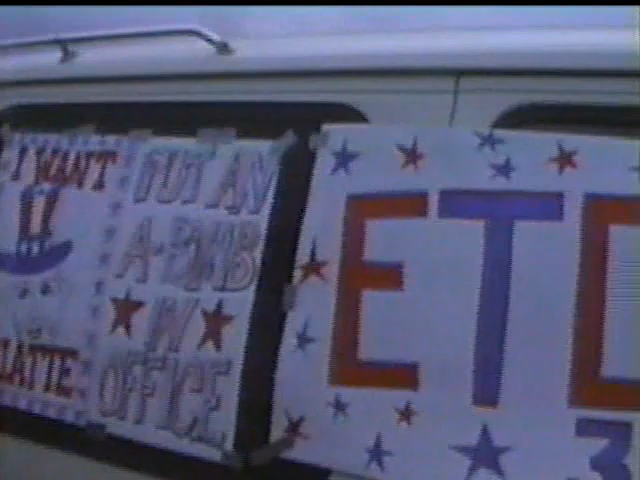 I WANT
LATTE
PUT AN
A-BMB
IN
OFFICE
ETC
3